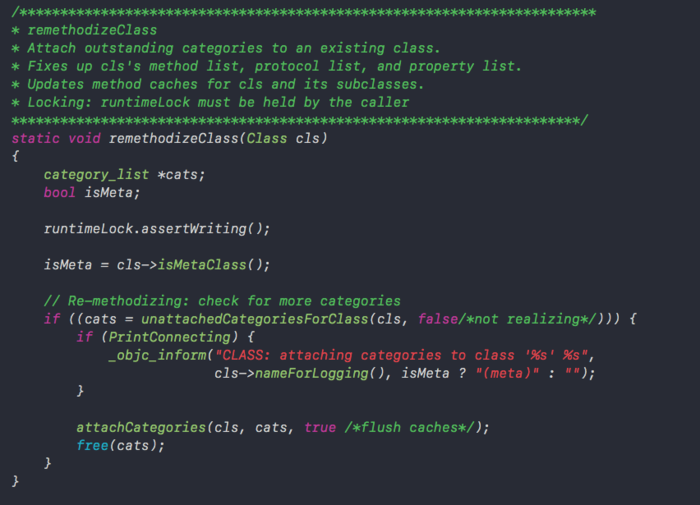 /***********************************************************************
* remethodizeClass
* Attach outstanding categories to an existing class.
* Fixes up cls's method list, protocol list, and property list.
* Updates method caches for cls and its subclasses.
* Locking: runtimeLock must be held by the caller
**********************************************************************/
static void remethodizeClass(Class cls)
{
    category_list *cats;
    bool isMeta;

    runtimeLock.assertWriting();

    isMeta = cls->isMetaClass();

    // Re-methodizing: check for more categories
    if ((cats = unattachedCategoriesForClass(cls, false/*not realizing*/))) {
        if (PrintConnecting) {
            _objc_inform("CLASS: attaching categories to class '%s' %s",
                         cls->nameForLogging(), isMeta ? "(meta)" : "");
        }

        attachCategories(cls, cats, true /*flush caches*/);
        free(cats);
    }
}